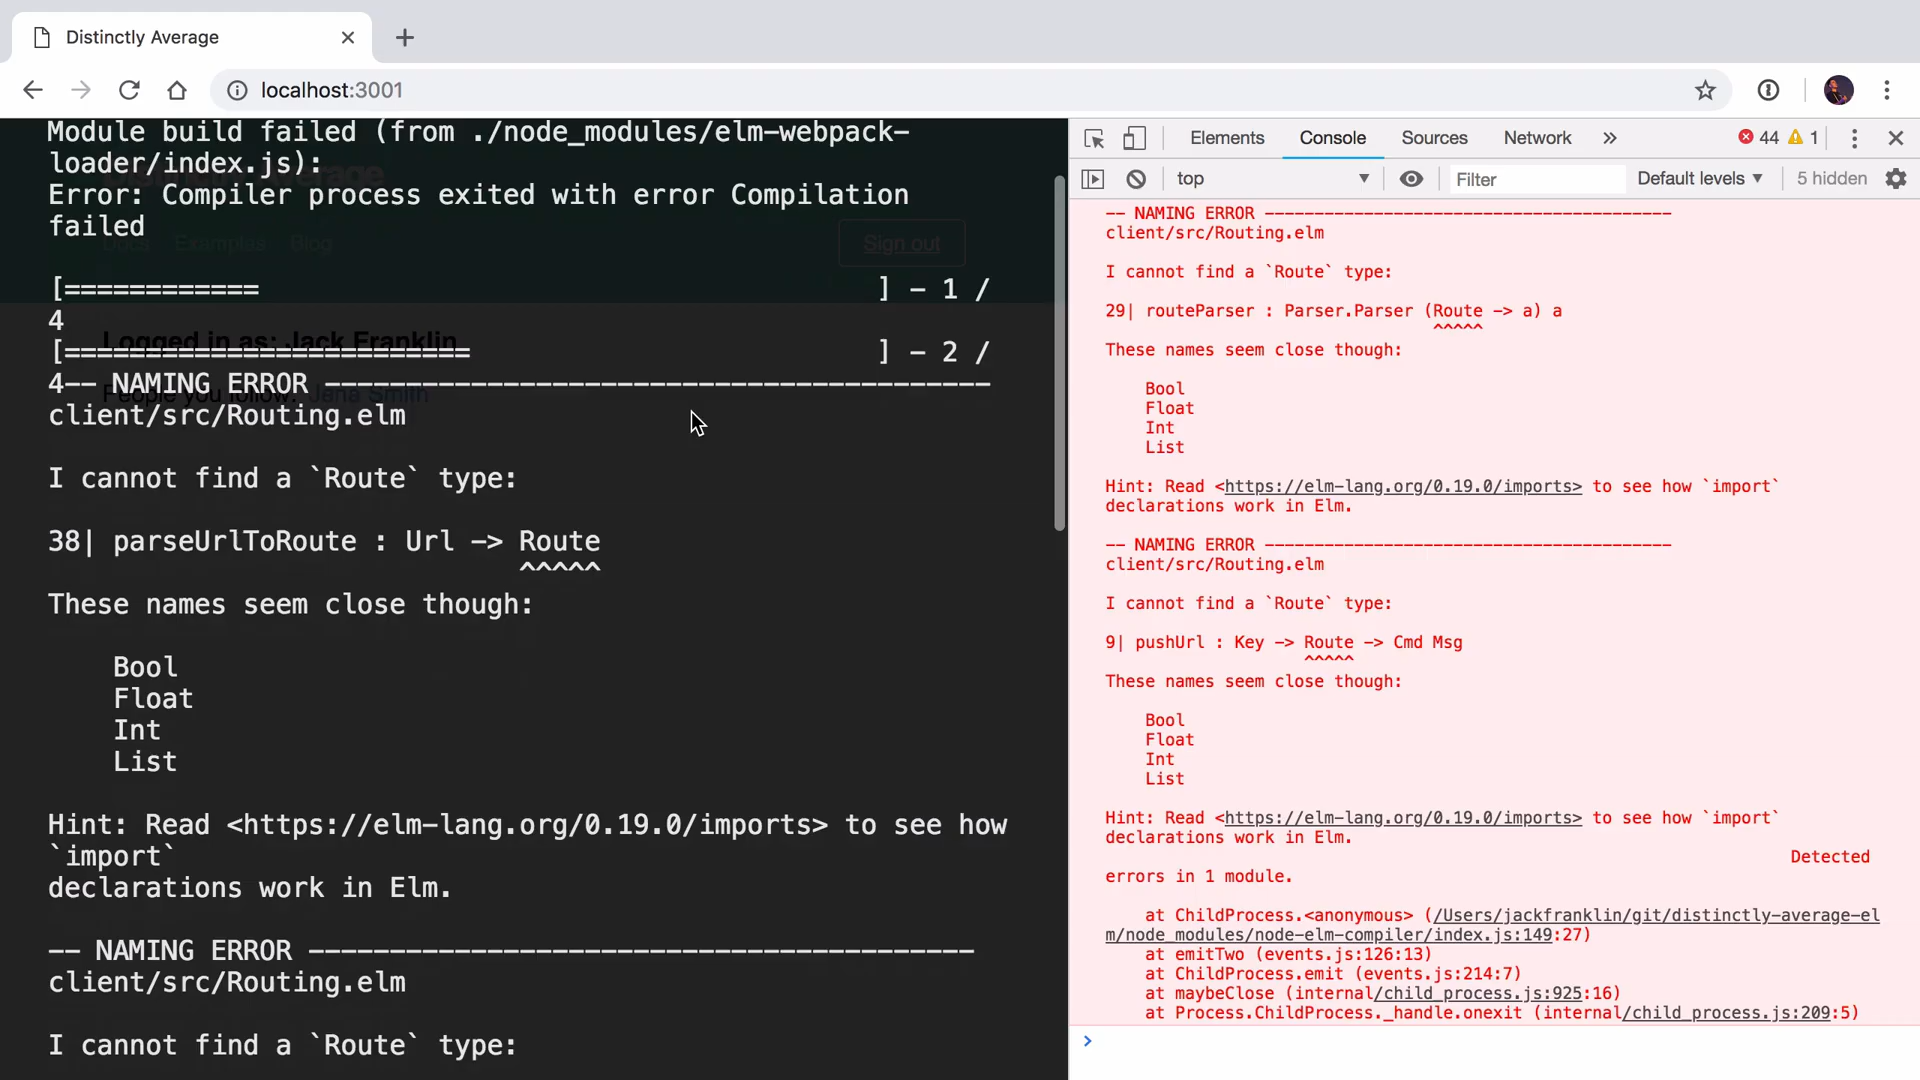 Distinctly Average
localhost:3001
Module build failed (from ./node_modules/elm-webpack-
loader/index.js):
Error: Compiler process exited with error Compilation
failed
Docs Examples Blog
Sign out
[============ ] - 1 /
4
Logged in as: Jack Franklin
[========================= ] - 2 /
4-- NAMING ERROR -----------------------------------------
People you follow: Jana Smith
client/src/Routing.elm
I cannot find a `Route` type:
38| parseUrlToRoute : Url -> Route
^^^^^
These names seem close though:
Bool
Float
Int
List
Hint: Read <https://elm-lang.org/0.19.0/imports> to see how
`import`
declarations work in Elm.
-- NAMING ERROR -----------------------------------------
client/src/Routing.elm
I cannot find a `Route` type:
Elements Console Sources Network » 44 1
top Filter Default levels 5 hidden
-- NAMING ERROR -----------------------------------------
client/src/Routing.elm
I cannot find a `Route` type:
29| routeParser : Parser.Parser (Route -> a) a
^^^^^
These names seem close though:
Bool
Float
Int
List
Hint: Read <https://elm-lang.org/0.19.0/imports> to see how `import`
declarations work in Elm.
-- NAMING ERROR -----------------------------------------
client/src/Routing.elm
I cannot find a `Route` type:
9| pushUrl : Key -> Route -> Cmd Msg
^^^^^
These names seem close though:
Bool
Float
Int
List
Hint: Read <https://elm-lang.org/0.19.0/imports> to see how `import`
declarations work in Elm.
Detected
errors in 1 module.
at ChildProcess.<anonymous> (/Users/jackfranklin/git/distinctly-average-el
m/node_modules/node-elm-compiler/index.js:149:27)
at emitTwo (events.js:126:13)
at ChildProcess.emit (events.js:214:7)
at maybeClose (internal/child_process.js:925:16)
at Process.ChildProcess._handle.onexit (internal/child_process.js:209:5)
>